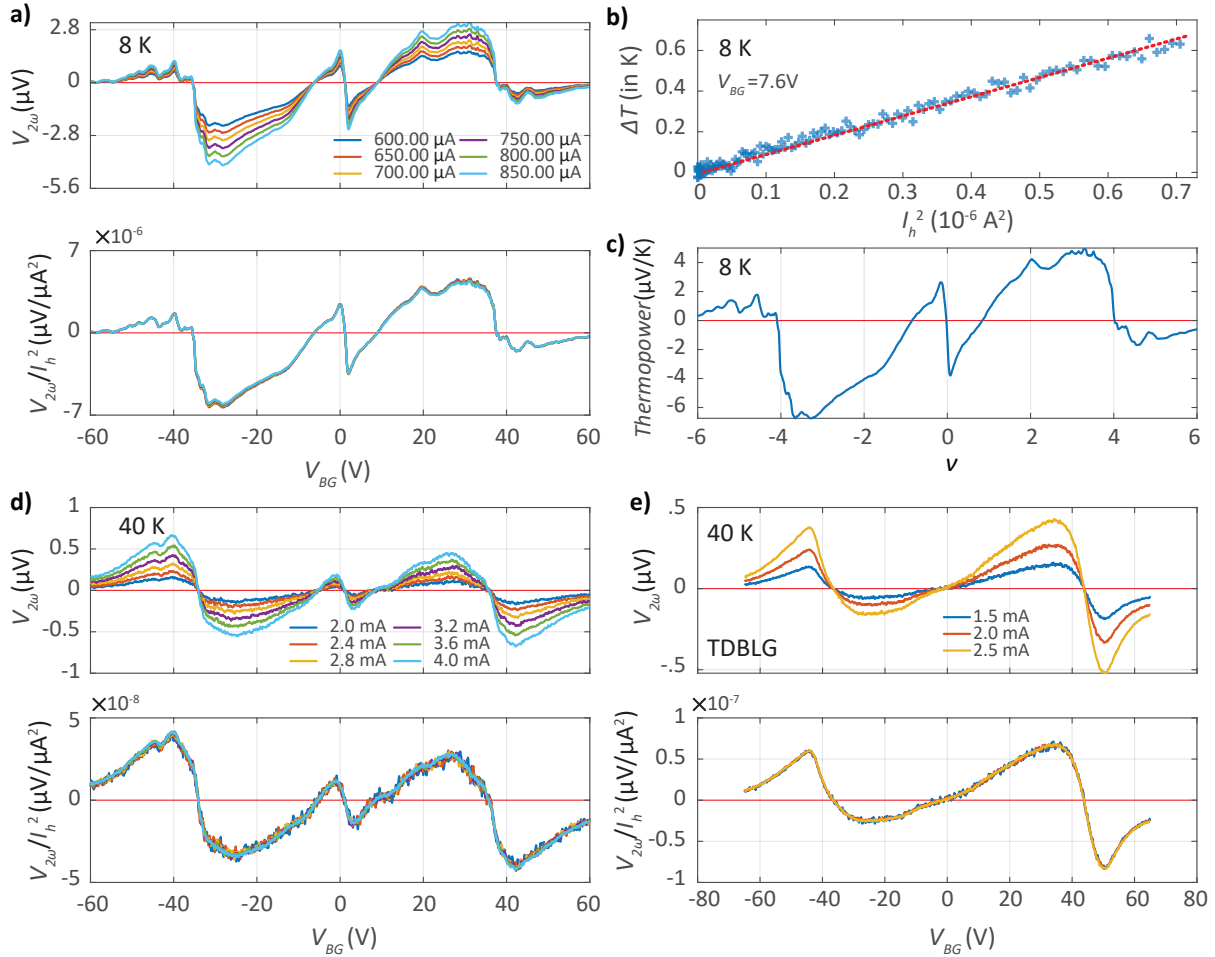 a)
8 K
V2ω (μV)
2.8
0
-2.8
-5.6
600.00 μA
650.00 μA
700.00 μA
750.00 μA
800.00 μA
850.00 μA
×10-6
V2ω/Ih2 (μV/μA2)
7
0
-7
-60 -40 -20 0 20 40 60
VBG (V)
b)
8 K
VBG=7.6V
ΔT (in K)
0.6
0.4
0.2
0
0 0.1 0.2 0.3 0.4 0.5 0.6 0.7
Ih2 (10-6 A2)
c)
8 K
Thermopower(μV/K)
4
2
0
-2
-4
-6
-6 -4 -2 0 2 4 6
ν
d)
40 K
V2ω (μV)
1
0.5
0
-0.5
-1
2.0 mA
2.4 mA
2.8 mA
3.2 mA
3.6 mA
4.0 mA
×10-8
V2ω/Ih2 (μV/μA2)
5
0
-5
-60 -40 -20 0 20 40 60
VBG (V)
e)
40 K
V2ω (μV)
.5
0
-.5
TDBLG
1.5 mA
2.0 mA
2.5 mA
×10-7
V2ω/Ih2 (μV/μA2)
1
0.5
0
-0.5
-1
-80 -60 -40 -20 0 20 40 60 80
VBG (V)